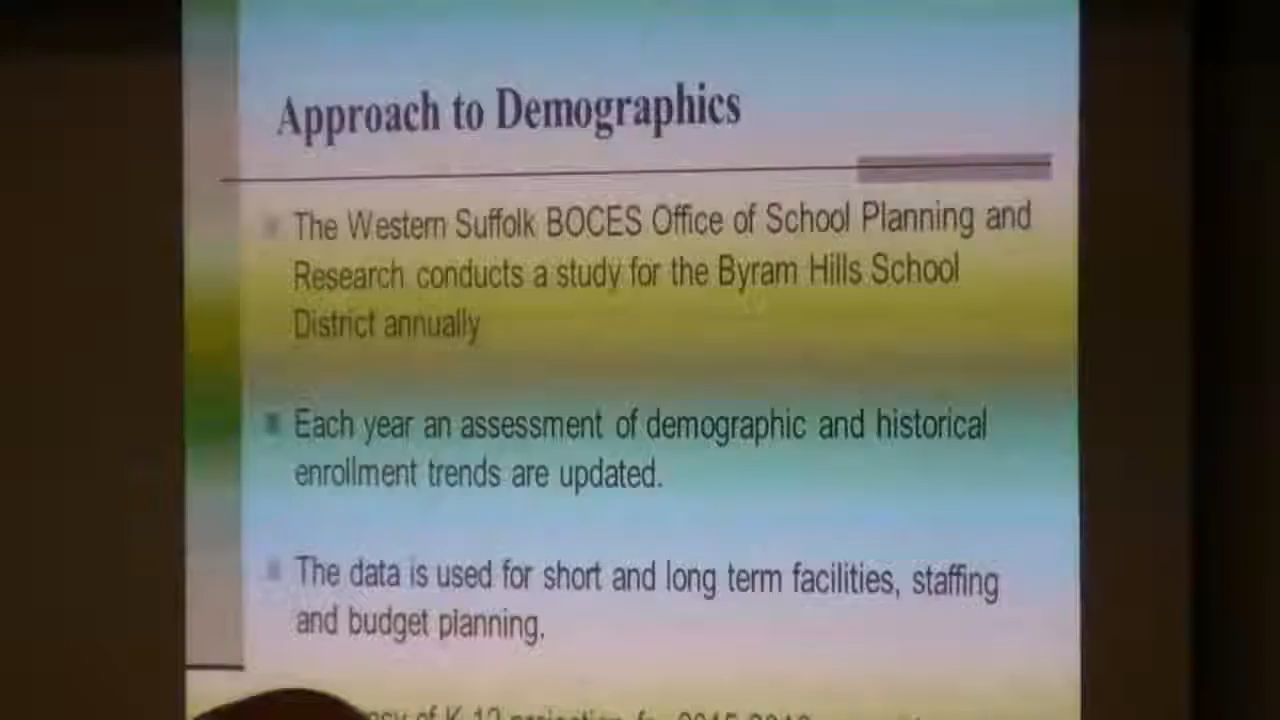 Approach to Demographics
The Western Suffolk BOCES Office of School Planning and
Research conducts a study for the Byram Hills School
District annually
Each year an assessment of demographic and historical
enrollment trends are updated.
The data is used for short and long term facilities, staffing
and budget planning.
of K-12